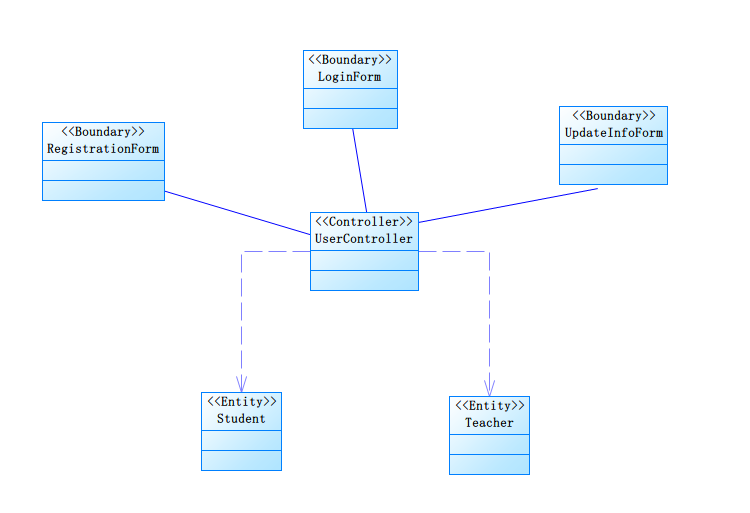 <<Boundary>>
LoginForm
<<Boundary>>
UpdateInfoForm
<<Boundary>>
RegistrationForm
<<Controller>>
UserController
<<Entity>>
Student
<<Entity>>
Teacher